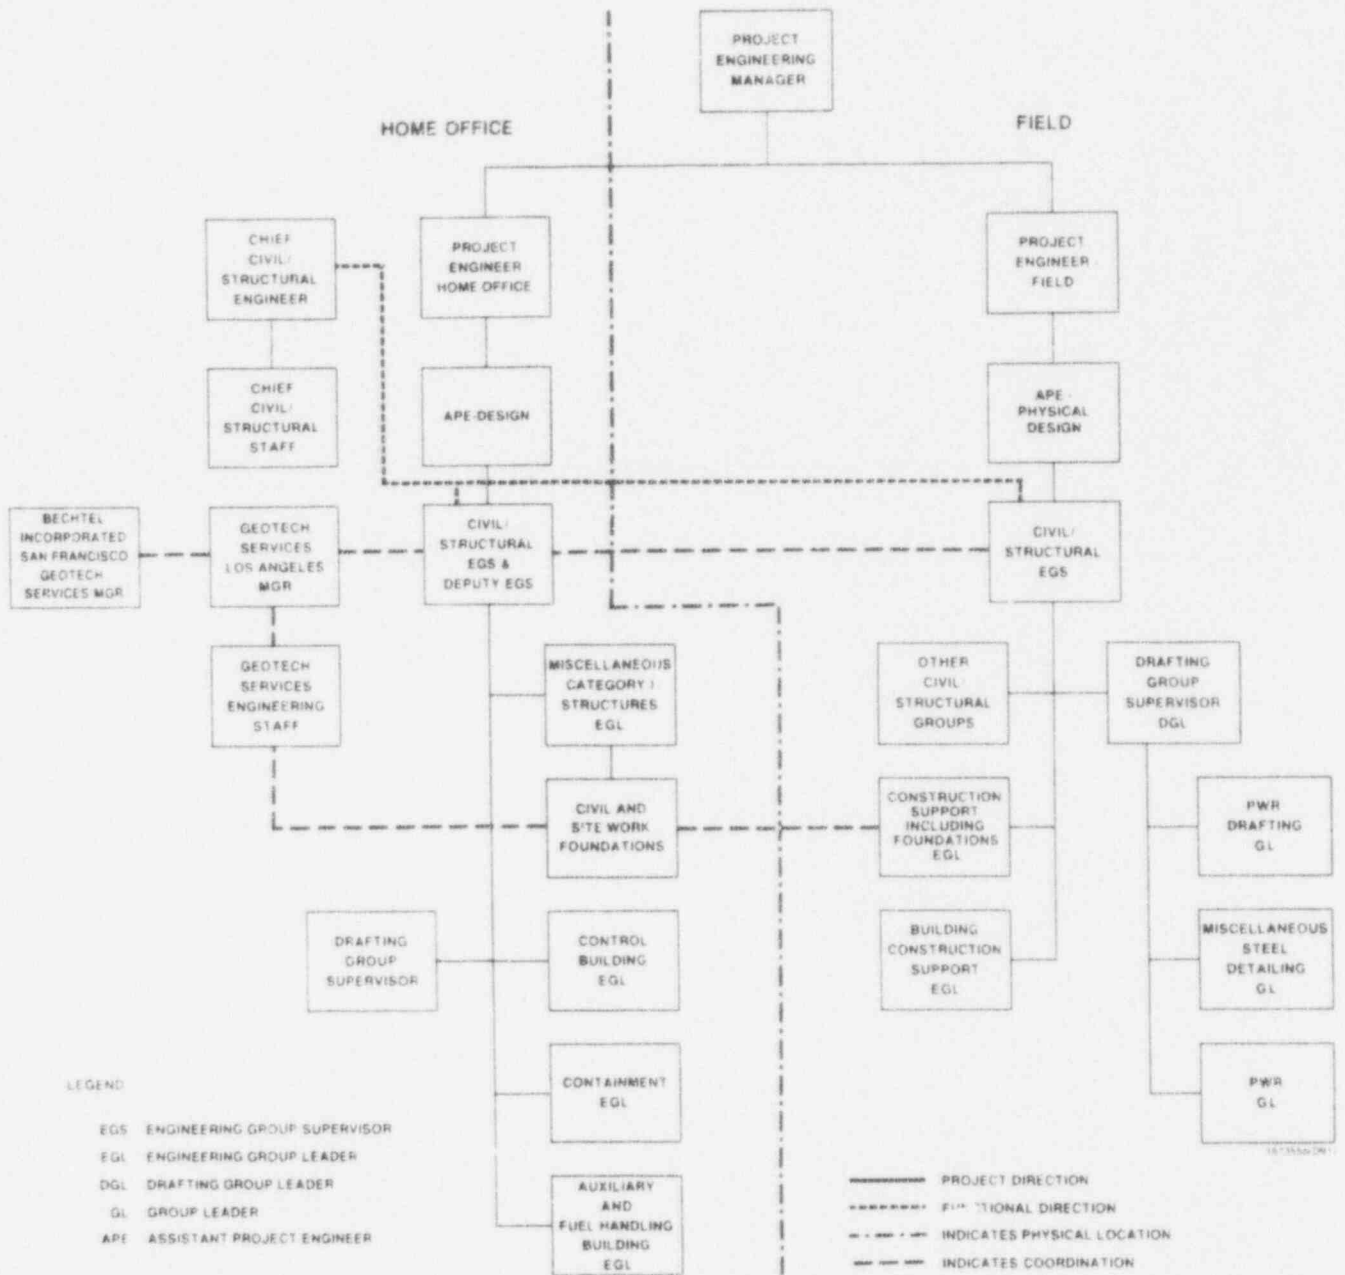 PROJECT
ENGINEERING
MANAGER
HOME OFFICE
FIELD
CHIEF
CIVIL/
STRUCTURAL
ENGINEER
PROJECT
ENGINEER
HOME OFFICE
PROJECT
ENGINEER
FIELD
CHIEF
CIVIL/
STRUCTURAL
STAFF
APE-DESIGN
APE -
PHYSICAL
DESIGN
BECHTEL
INCORPORATED
SAN FRANCISCO
GEOTECH
SERVICES MGR
GEOTECH
SERVICES
LOS ANGELES
MGR
CIVIL/
STRUCTURAL
EGS &
DEPUTY EGS
CIVIL/
STRUCTURAL
EGS
GEOTECH
SERVICES
ENGINEERING
STAFF
MISCELLANEOUS
CATEGORY I
STRUCTURES
EGL
OTHER
CIVIL
STRUCTURAL
GROUPS
DRAFTING
GROUP
SUPERVISOR
DGL
CIVIL AND
SITE WORK
FOUNDATIONS
CONSTRUCTION
SUPPORT
INCLUDING
FOUNDATIONS
EGL
PWR
DRAFTING
GL
DRAFTING
GROUP
SUPERVISOR
CONTROL
BUILDING
EGL
BUILDING
CONSTRUCTION
SUPPORT
EGL
MISCELLANEOUS
STEEL
DETAILING
GL
CONTAINMENT
EGL
PWR
GL
AUXILIARY
AND
FUEL HANDLING
BUILDING
EGL
LEGEND
EGS ENGINEERING GROUP SUPERVISOR
EGL ENGINEERING GROUP LEADER
DGL DRAFTING GROUP LEADER
GL GROUP LEADER
APE ASSISTANT PROJECT ENGINEER
PROJECT DIRECTION
DIRECTION
INDICATES PHYSICAL LOCATION
INDICATES COORDINATION